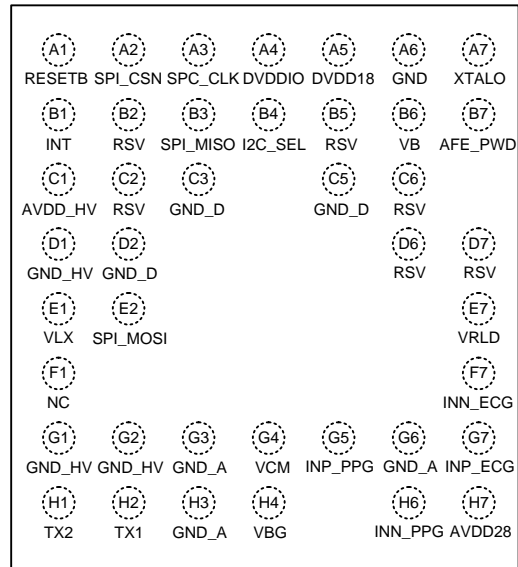 A1 A2 A3 A4 A5 A6 A7
RESETB SPI_CSN SPC_CLK DVDDIO DVDD18 GND XTALO
B1 B2 B3 B4 B5 B6 B7
INT RSV SPI_MISO I2C_SEL RSV VB AFE_PWD
C1 C2 C3 C5 C6
AVDD_HV RSV GND_D GND_D RSV
D1 D2 D6 D7
GND_HV GND_D RSV RSV
E1 E2 E7
VLX SPI_MOSI VRLD
F1 F7
NC INN_ECG
G1 G2 G3 G4 G5 G6 G7
GND_HV GND_HV GND_A VCM INP_PPG GND_A INP_ECG
H1 H2 H3 H4 H6 H7
TX2 TX1 GND_A VBG INN_PPG AVDD28